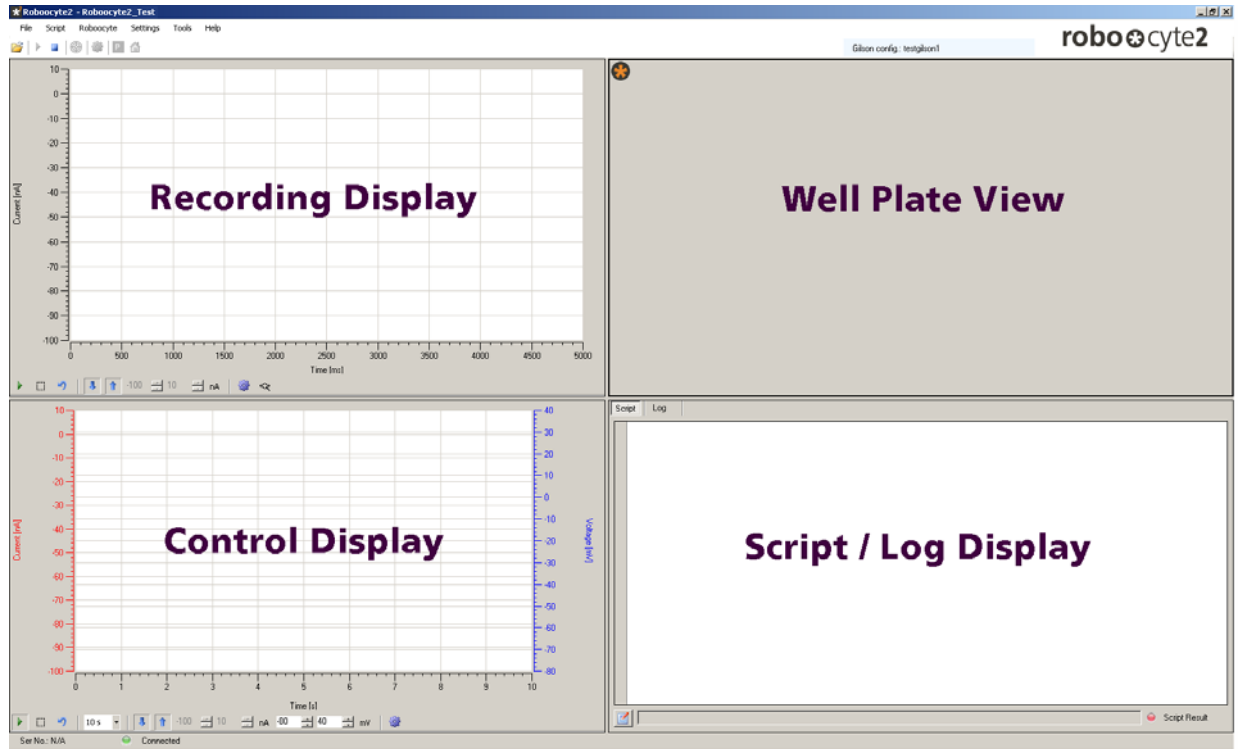 Roboocyte2 - Roboocyte2_Test
File Script Roboocyte Settings Tools Help
Gilson config.: testgilson1
roboocyte2
10
0
-10
-20
-30
-40
-50
-60
-70
-80
-90
-100
Current [nA]
Recording Display
0 500 1000 1500 2000 2500 3000 3500 4000 4500 5000
Time [ms]
-100 10 nA
Well Plate View
10
0
-10
-20
-30
-40
-50
-60
-70
-80
-90
-100
Current [nA]
Control Display
40
30
20
10
0
-10
-20
-30
-40
-50
-60
-70
-80
Voltage [mV]
0 1 2 3 4 5 6 7 8 9 10
Time [s]
10 s -100 10 nA -80 40 mV
Script Log
Script / Log Display
Script Result
Ser No.: N/A Connected